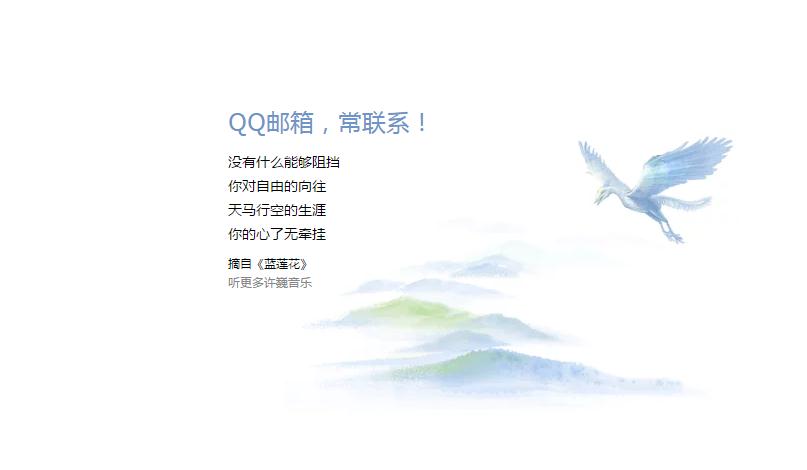 QQ邮箱，常联系！
没有什么能够阻挡
你对自由的向往
天马行空的生涯
你的心了无牵挂
摘自《蓝莲花》
听更多许巍音乐